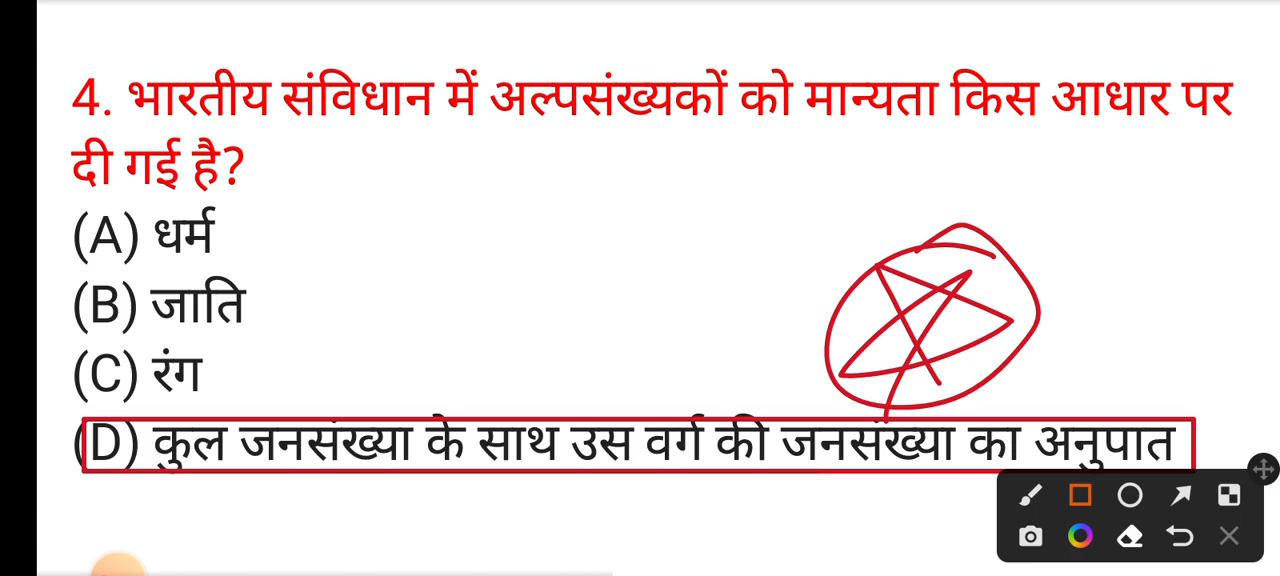 4. भारतीय संविधान में अल्पसंख्यकों को मान्यता किस आधार पर
दी गई है?
(A) धर्म
(B) जाति
(C) रंग
(D) कुल जनसंख्या के साथ उस वर्ग की जनसंख्या का अनुपात